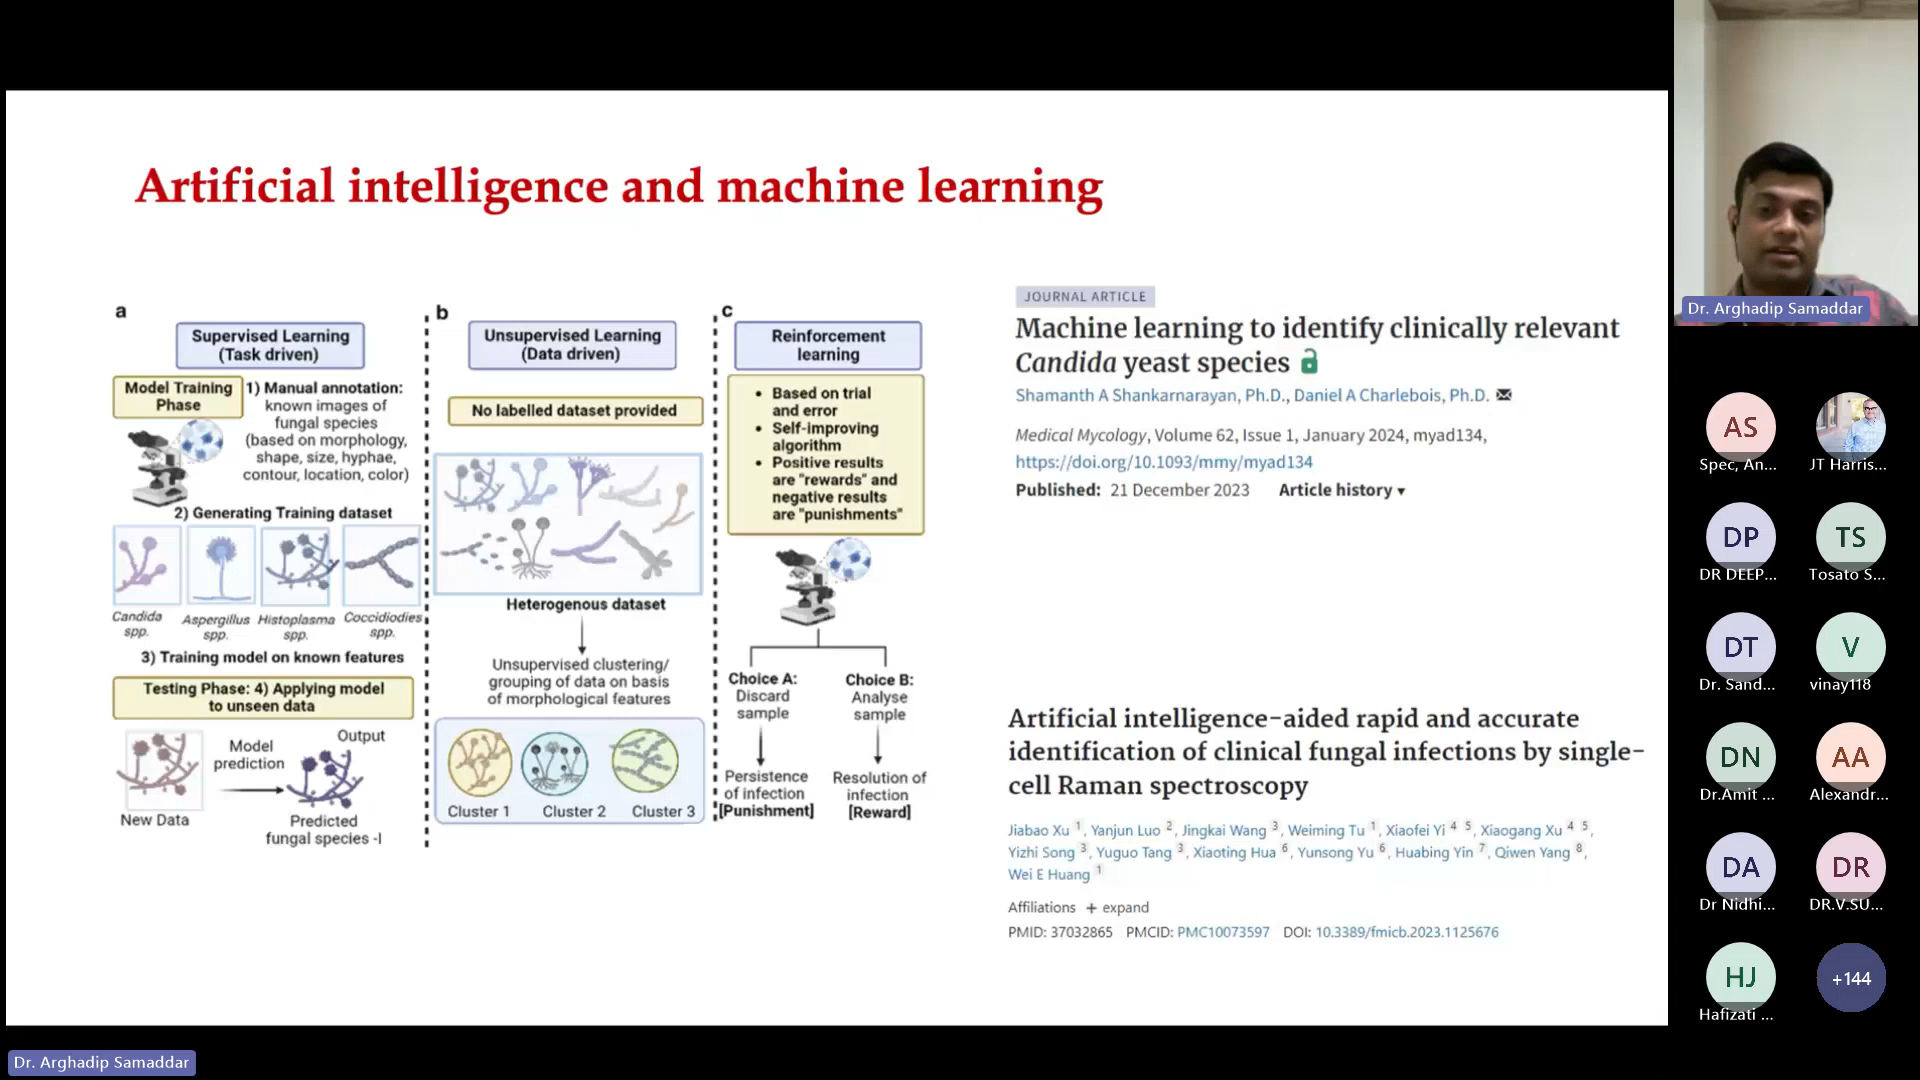 Artificial intelligence and machine learning
a
Supervised Learning
(Task driven)
Model Training
Phase
1) Manual annotation:
known images of
fungal species
(based on morphology,
shape, size, hyphae,
contour, location, color)
2) Generating Training dataset
Candida
spp.
Aspergillus
spp.
Histoplasma
spp.
Coccidiodies
spp.
3) Training model on known features
Testing Phase: 4) Applying model
to unseen data
New Data
Model
prediction
Output
Predicted
fungal species -I
b
Unsupervised Learning
(Data driven)
No labelled dataset provided
Heterogenous dataset
Unsupervised clustering/
grouping of data on basis
of morphological features
Cluster 1
Cluster 2
Cluster 3
c
Reinforcement
learning
• Based on trial
and error
• Self-improving
algorithm
• Positive results
are "rewards" and
negative results
are "punishments"
Choice A:
Discard
sample
Choice B:
Analyse
sample
Persistence
of infection
[Punishment]
Resolution of
infection
[Reward]
JOURNAL ARTICLE
Machine learning to identify clinically relevant
Candida yeast species
Shamanth A Shankarnarayan, Ph.D., Daniel A Charlebois, Ph.D.
Medical Mycology, Volume 62, Issue 1, January 2024, myad134,
https://doi.org/10.1093/mmy/myad134
Published: 21 December 2023 Article history ▾
Artificial intelligence-aided rapid and accurate
identification of clinical fungal infections by single-
cell Raman spectroscopy
Jiabao Xu 1, Yanjun Luo 2, Jingkai Wang 3, Weiming Tu 1, Xiaofei Yi 4 5, Xiaogang Xu 4 5,
Yizhi Song 3, Yuguo Tang 3, Xiaoting Hua 6, Yunsong Yu 6, Huabing Yin 7, Qiwen Yang 8,
Wei E Huang 1
Affiliations + expand
PMID: 37032865 PMCID: PMC10073597 DOI: 10.3389/fmicb.2023.1125676
Dr. Arghadip Samaddar
AS
Spec, An...
JT Harris...
DP
DR DEEP...
TS
Tosato S...
DT
Dr. Sand...
V
vinay118
DN
Dr.Amit ...
AA
Alexandr...
DA
Dr Nidhi...
DR
DR.V.SU...
HJ
Hafizati ...
+144
Dr. Arghadip Samaddar